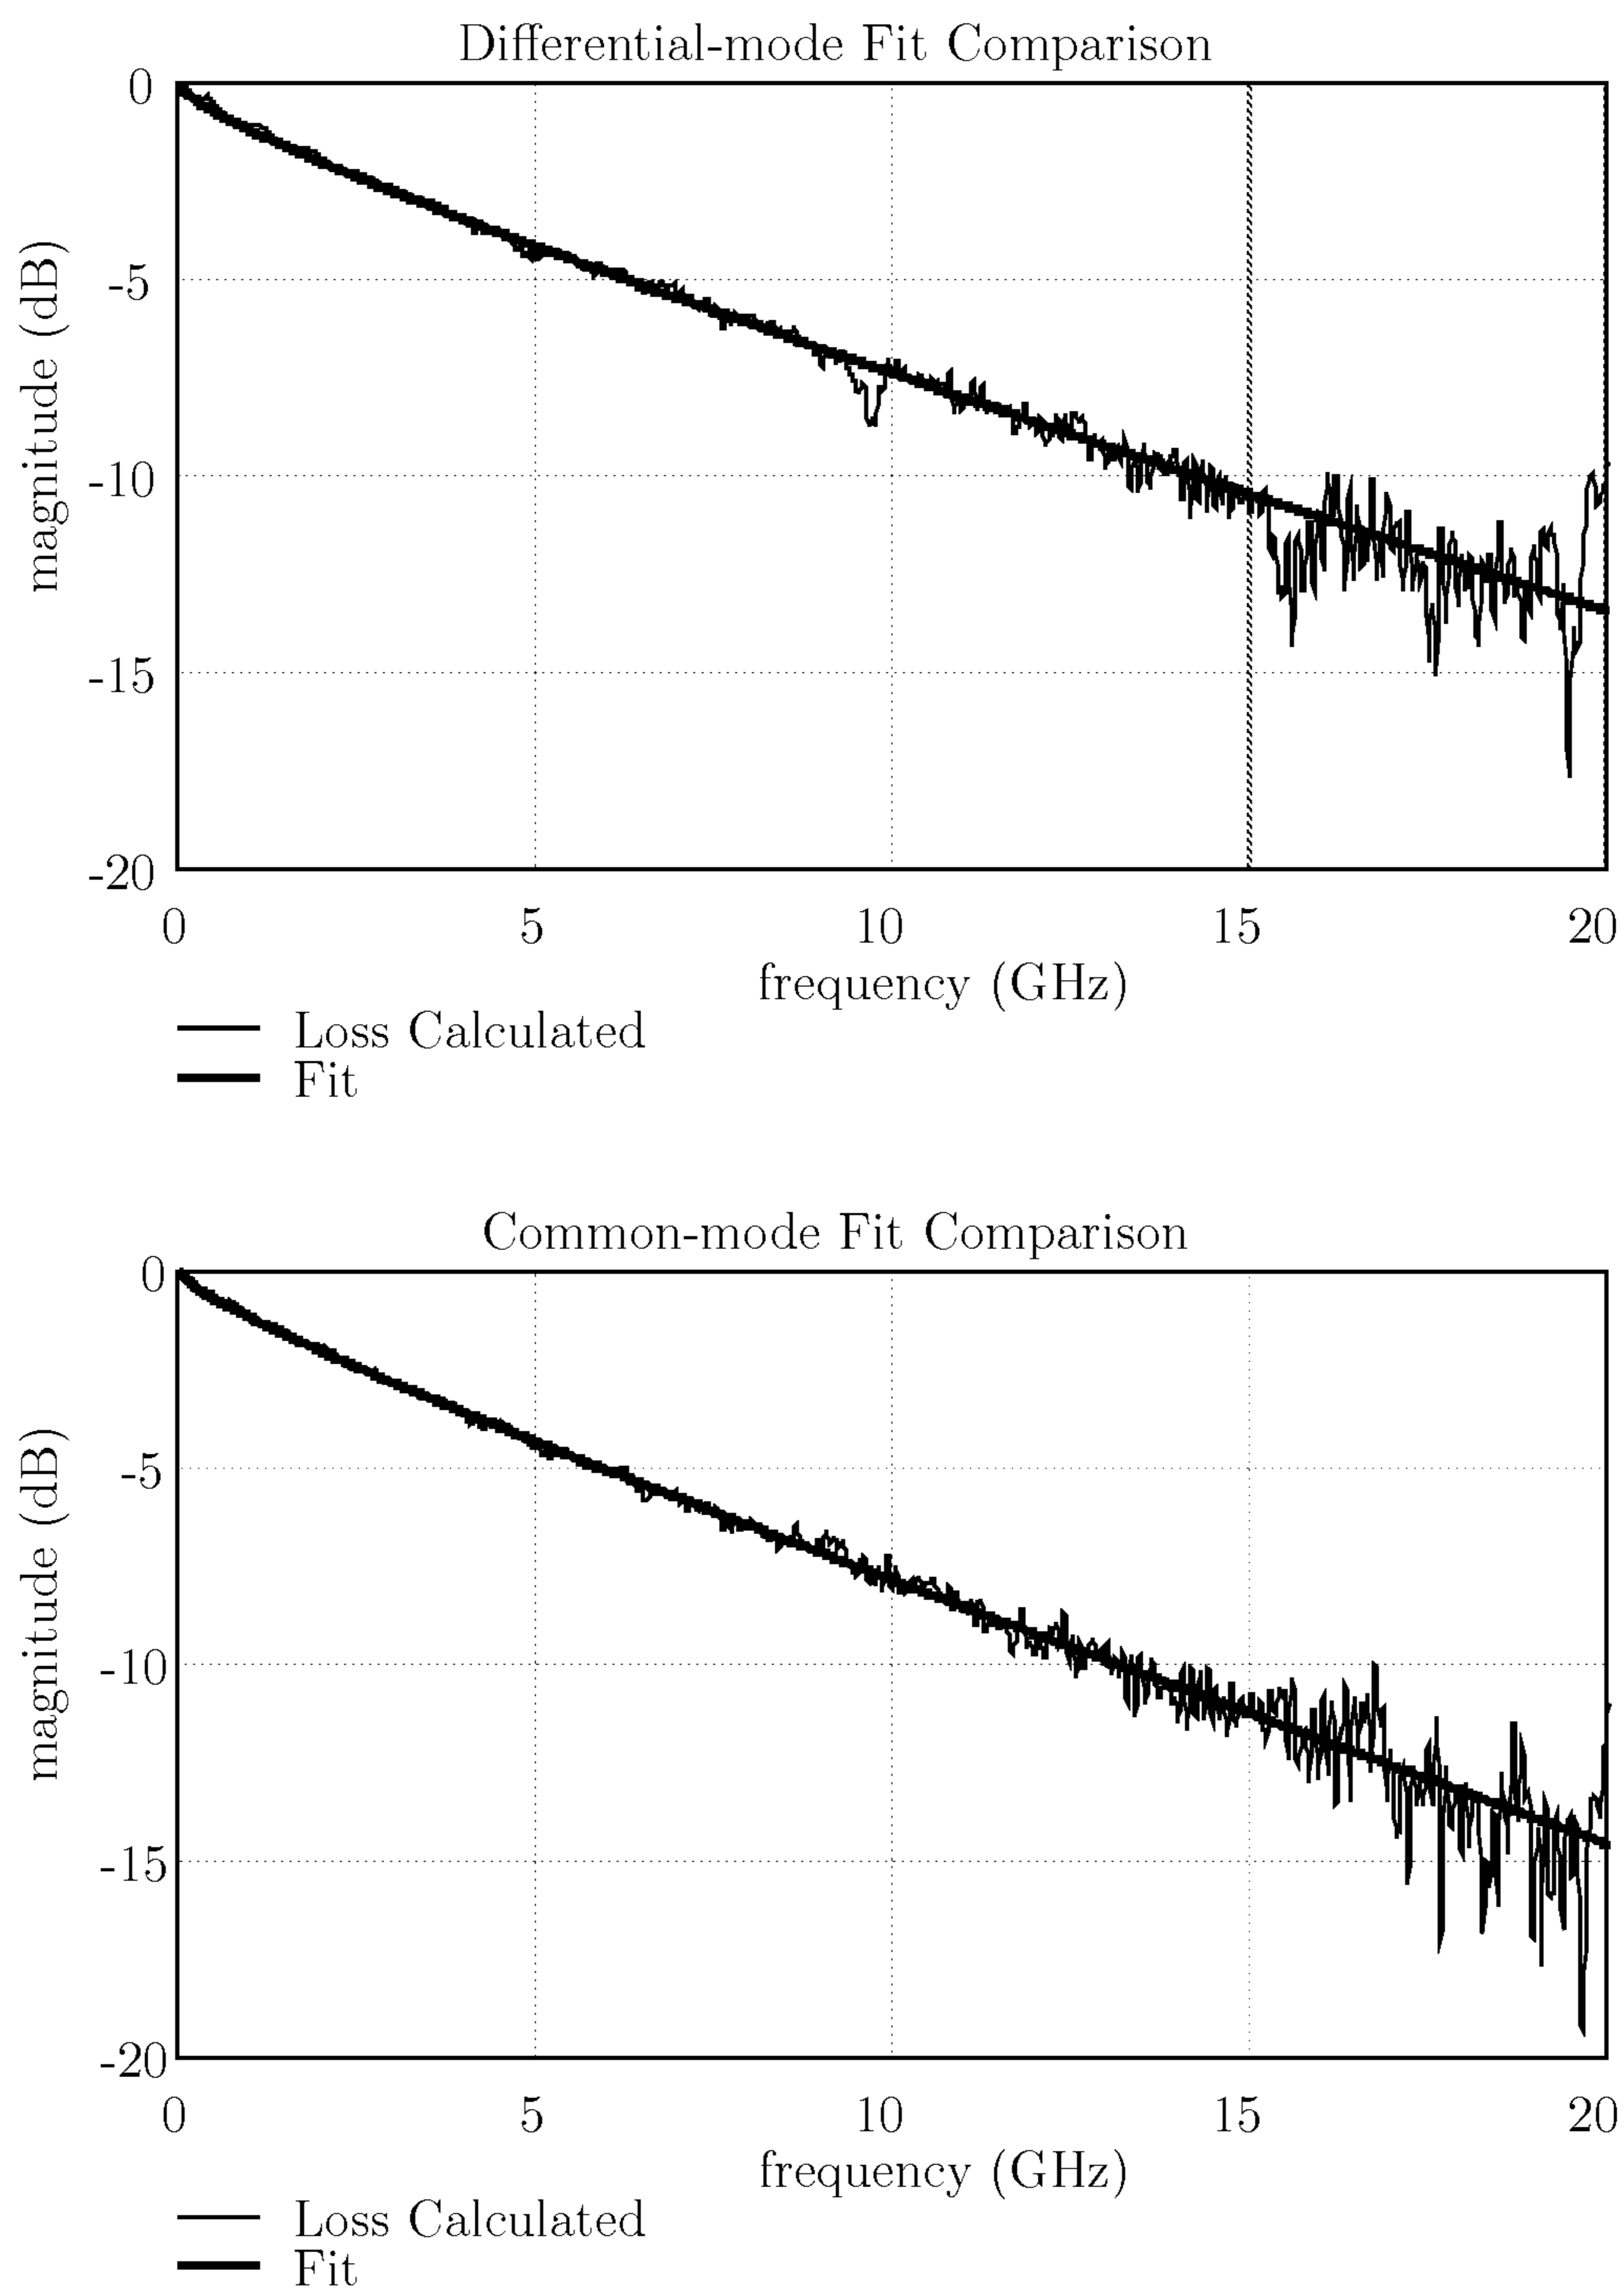 Differential-mode Fit Comparison
0
-5
-10
-15
-20
magnitude (dB)
0 5 10 15 20
frequency (GHz)
Loss Calculated
Fit
Common-mode Fit Comparison
0
-5
-10
-15
-20
magnitude (dB)
0 5 10 15 20
frequency (GHz)
Loss Calculated
Fit